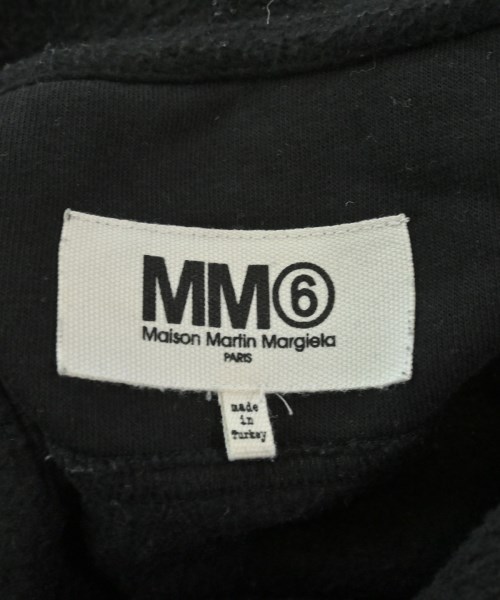 MM⑥
Maison Martin Margiela
PARIS
made
in
Turkey